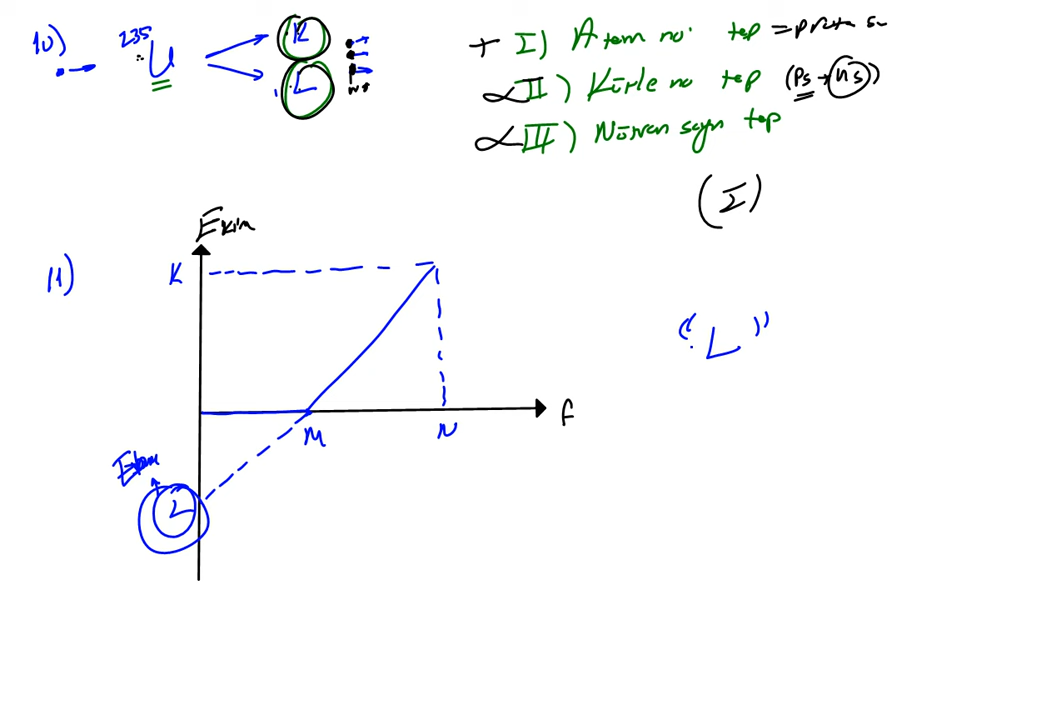 10) 235 U K L n s
+ I) Atom no: top = proton sa
α II) Kütle no top (ps + ns)
α III) Nötron sayı top
(I)
11) Ekin
K
"L"
M N f
Eb
L